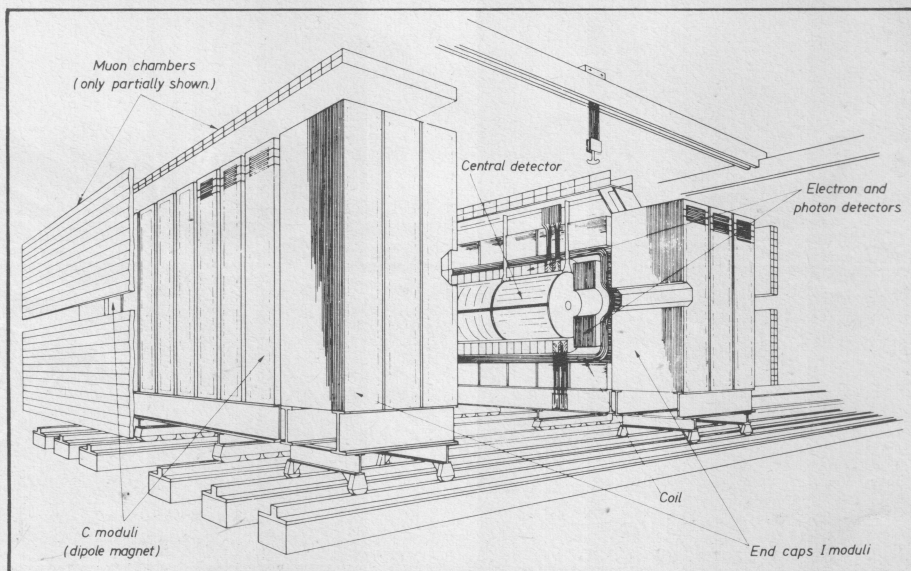 Muon chambers
(only partially shown.)
Central detector
Electron and
photon detectors
Coil
C moduli
(dipole magnet)
End caps I moduli